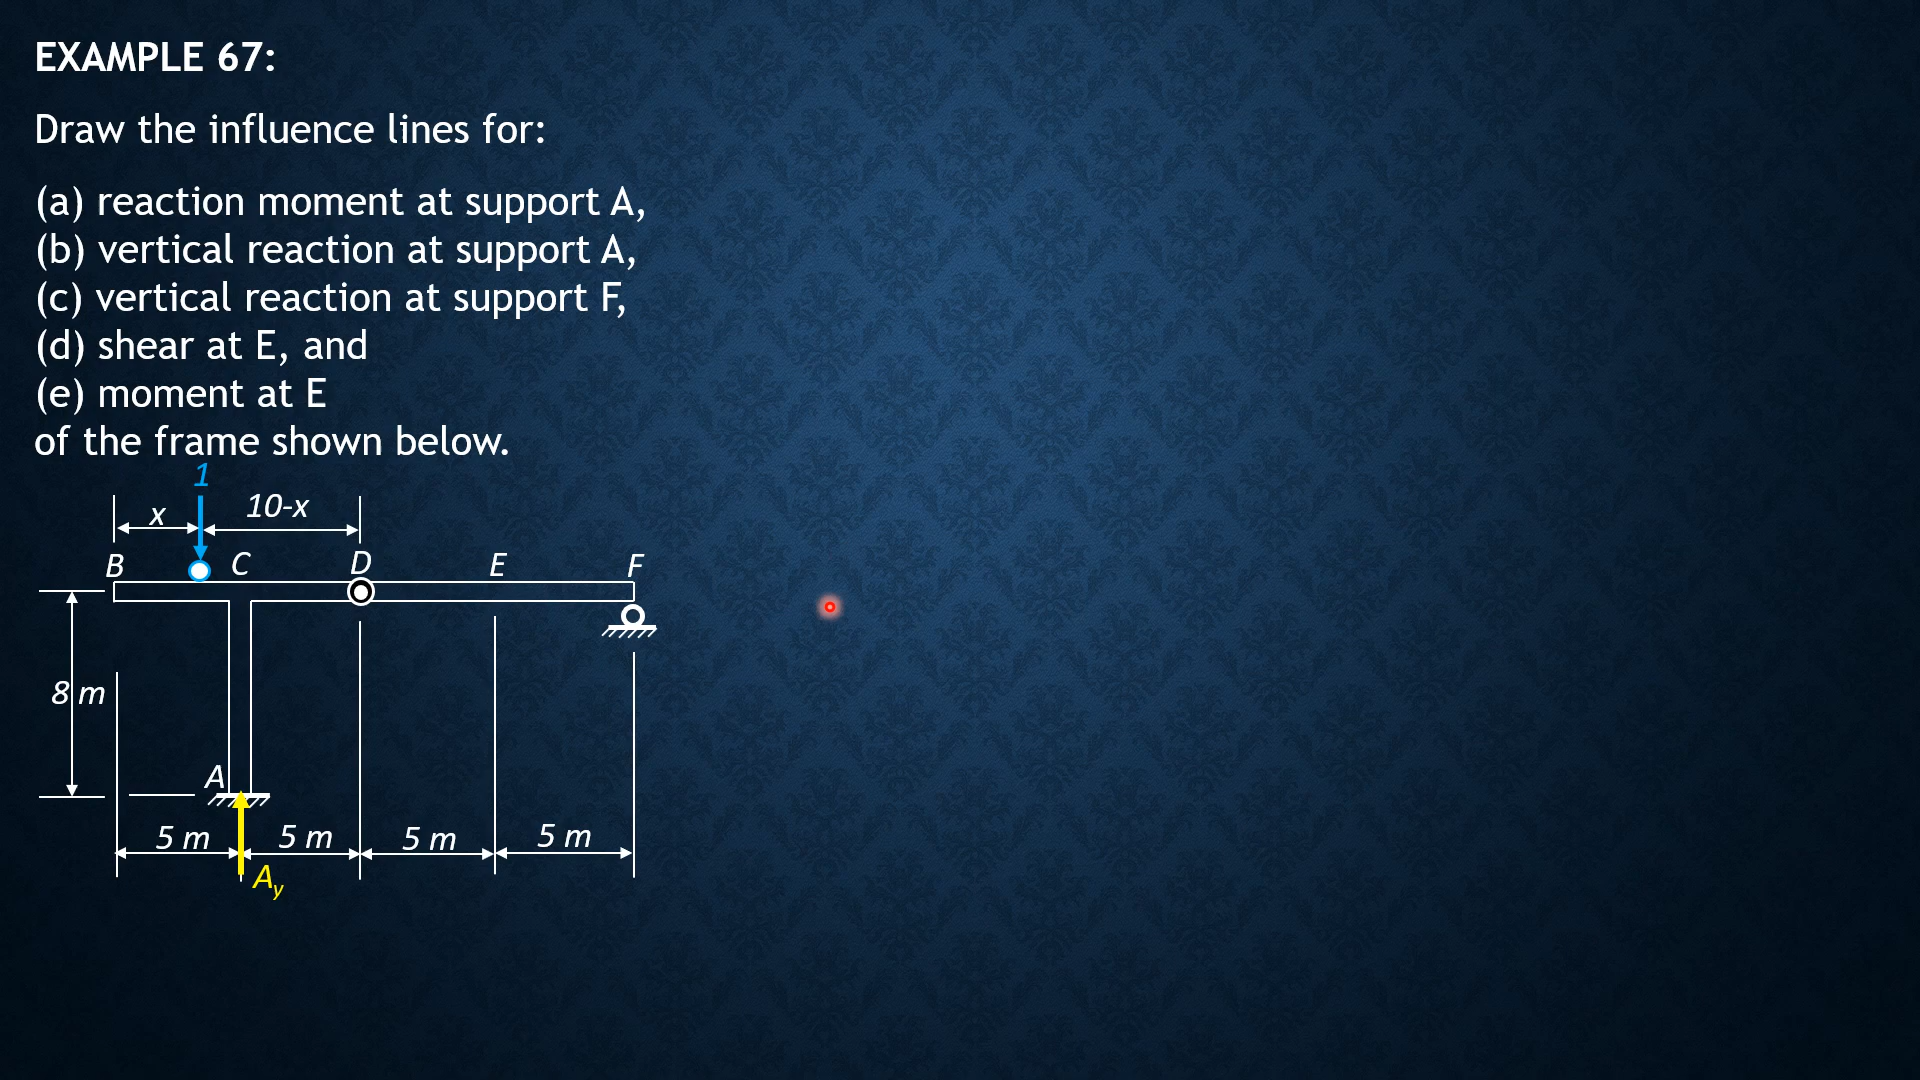 EXAMPLE 67:
Draw the influence lines for:
(a) reaction moment at support A,
(b) vertical reaction at support A,
(c) vertical reaction at support F,
(d) shear at E, and
(e) moment at E
of the frame shown below.
1
x 10-x
B C D E F
8 m
A
5 m 5 m 5 m 5 m
Ay